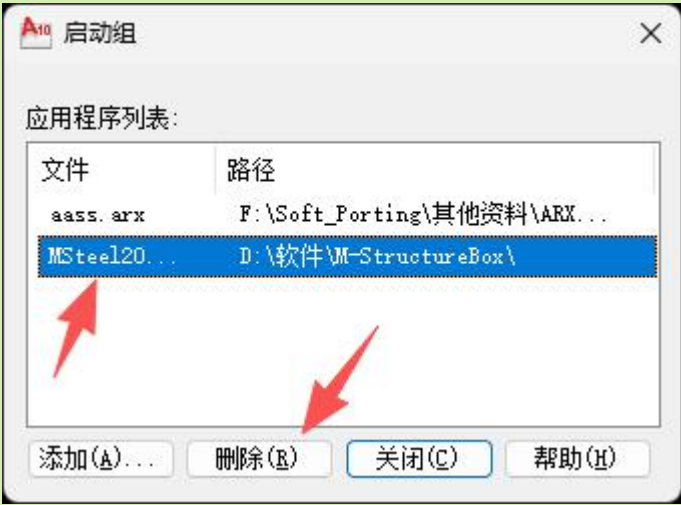 A10 启动组
应用程序列表:
文件 路径
aass.arx F:\Soft_Porting\其他资料\ARX...
MSteel20... D:\软件\M-StructureBox\
添加(A)... 删除(R) 关闭(C) 帮助(H)